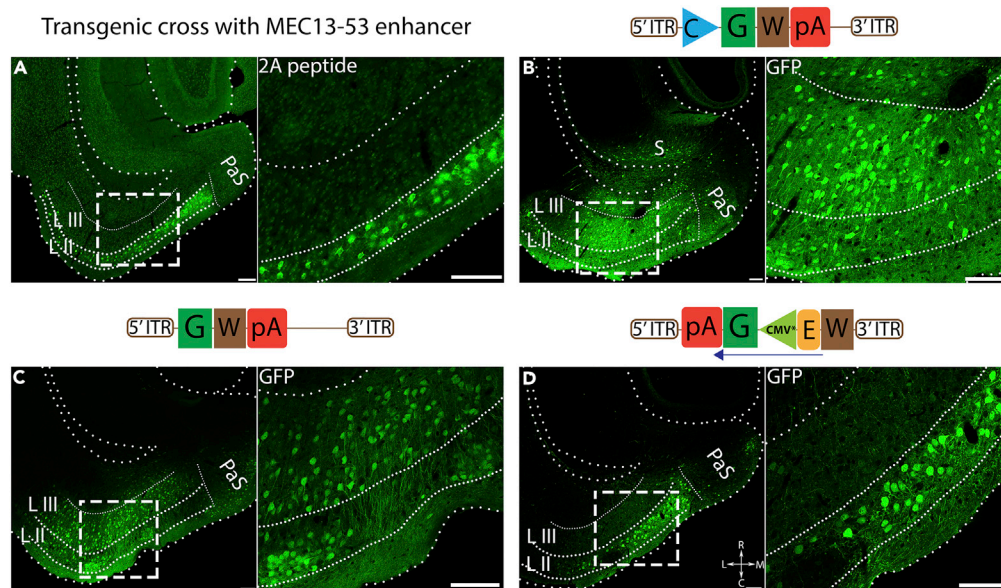 Transgenic cross with MEC13-53 enhancer
5' ITR C G W pA 3' ITR
A
2A peptide
PaS
L III
L II
B
GFP
S
PaS
L III
L II
5' ITR G W pA 3' ITR
5' ITR pA G CMV* E W 3' ITR
C
GFP
PaS
L III
L II
D
GFP
PaS
L III
L II
R
L M
C